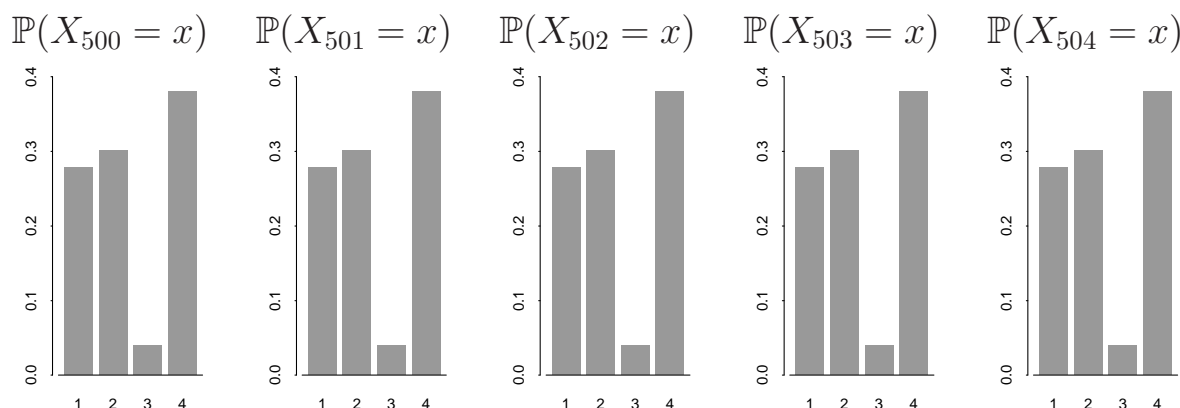 ℙ(X₅₀₀ = x) ℙ(X₅₀₁ = x) ℙ(X₅₀₂ = x) ℙ(X₅₀₃ = x) ℙ(X₅₀₄ = x)
0.4 0.4 0.4 0.4 0.4
0.3 0.3 0.3 0.3 0.3
0.2 0.2 0.2 0.2 0.2
0.1 0.1 0.1 0.1 0.1
0.0 0.0 0.0 0.0 0.0
1 2 3 4 1 2 3 4 1 2 3 4 1 2 3 4 1 2 3 4